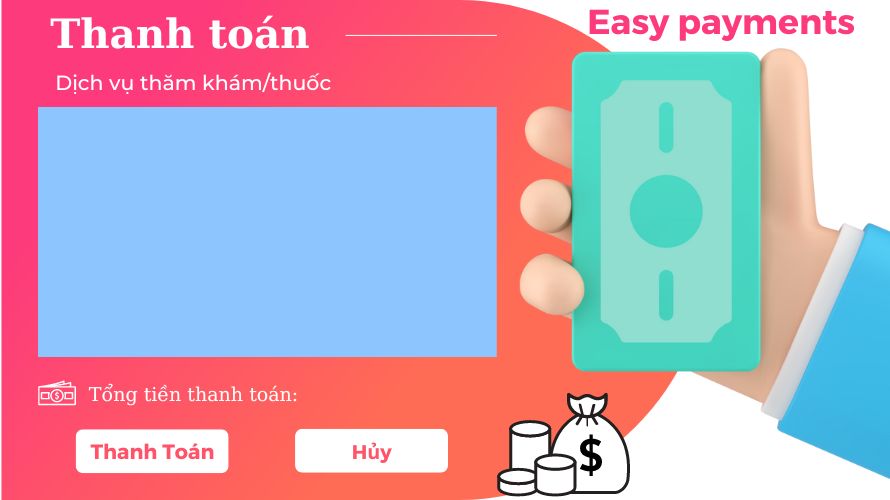 Thanh toán
Easy payments
Dịch vụ thăm khám/thuốc
Tổng tiền thanh toán:
$
Thanh Toán
Hủy
$